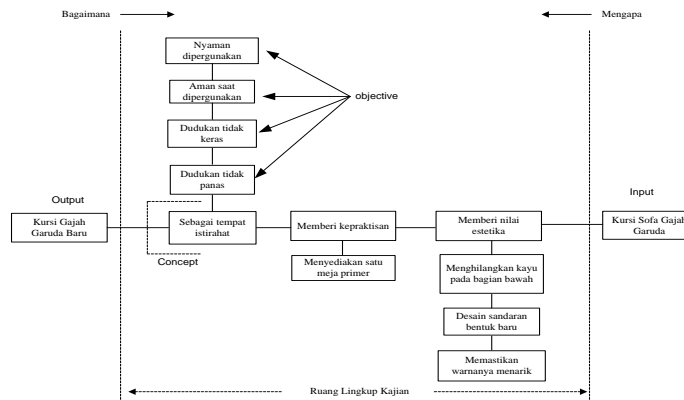 Bagaimana
Mengapa
Nyaman
dipergunakan
Aman saat
dipergunakan
objective
Dudukan tidak
keras
Dudukan tidak
panas
Output
Input
Kursi Gajah
Garuda Baru
Sebagai tempat
istirahat
Memberi kepraktisan
Memberi nilai
estetika
Kursi Sofa Gajah
Garuda
Concept
Menyediakan satu
meja primer
Menghilangkan kayu
pada bagian bawah
Desain sandaran
bentuk baru
Memastikan
warnanya menarik
Ruang Lingkup Kajian